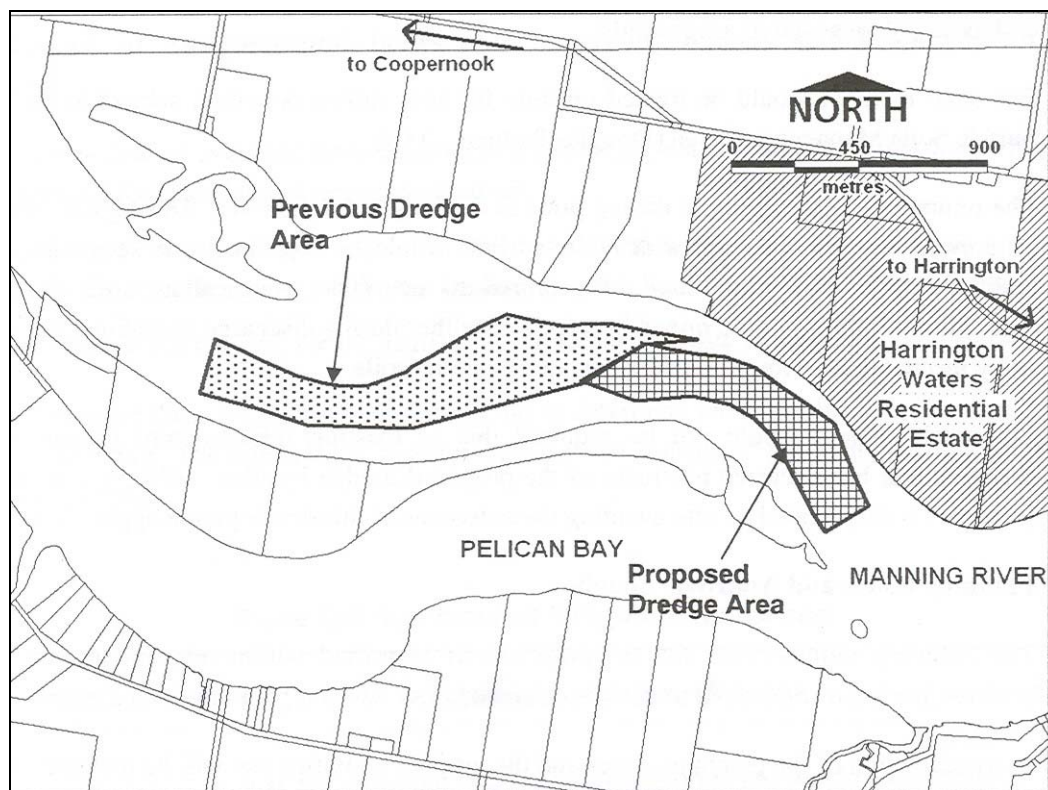 to Coopernook
NORTH
0 450 900
metres
Previous Dredge
Area
to Harrington
Harrington
Waters
Residential
Estate
PELICAN BAY
Proposed
Dredge Area
MANNING RIVER